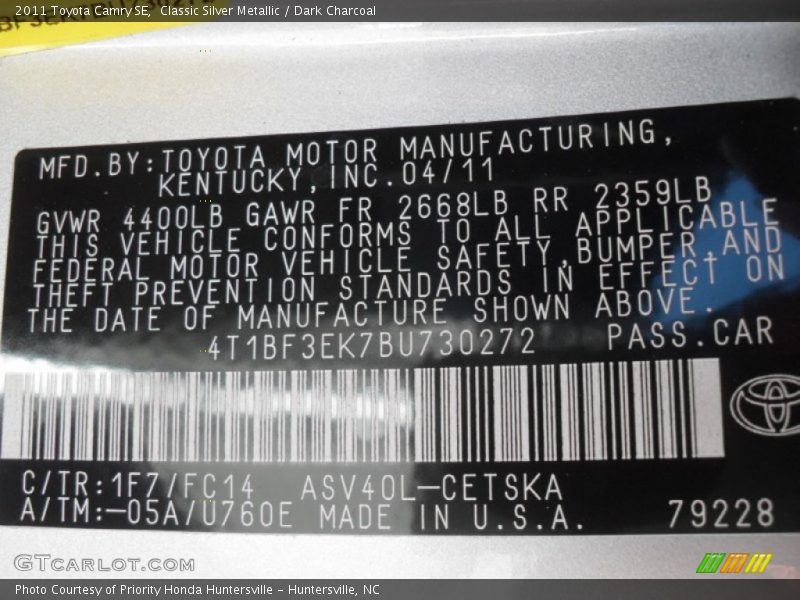 2011 Toyota Camry SE,  Classic Silver Metallic / Dark Charcoal
MFD.BY:TOYOTA MOTOR MANUFACTURING,
KENTUCKY,INC.04/11
GVWR 4400LB GAWR FR 2668LB RR 2359LB
THIS VEHICLE CONFORMS TO ALL APPLICABLE
FEDERAL MOTOR VEHICLE SAFETY,BUMPER,AND
THEFT PREVENTION STANDARDS IN EFFECT ON
THE DATE OF MANUFACTURE SHOWN ABOVE.
4T1BF3EK7BU730272 PASS.CAR
C/TR:1F7/FC14 ASV40L-CETSKA
A/TM:-05A/U760E MADE IN U.S.A. 79228
GTCARLOT.COM
Photo Courtesy of Priority Honda Huntersville - Huntersville, NC